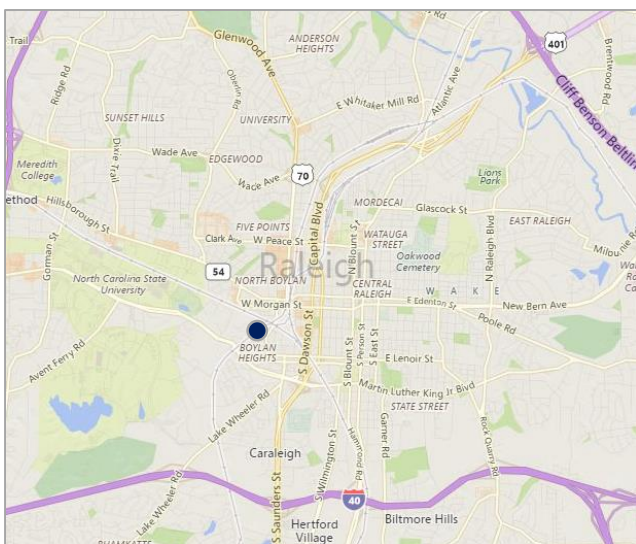 Trail
Glenwood Ave
ANDERSON
HEIGHTS
401
Brentwood Rd
Ridge Rd
Oberlin Rd
Atlantic Ave
Cliff Benson Beltlin
E Whitaker Mill Rd
SUNSET HILLS
UNIVERSITY
Dixie Trail
Wade Ave
EDGEWOOD
Meredith
College
Wade Ave
70
Lions
Park
ethod
Hillsborough St
Capital Blvd
MORDECAI
Glascock St
N Raleigh Blvd
EAST RALEIGH
Gorman St
FIVE POINTS
Clark Ave
W Peace St
N Blount St
WATAUGA
STREET
Milburnie Ro
54
Raleigh
Oakwood
Cemetery
North Carolina State
University
NORTH BOYLAN
CENTRAL
RALEIGH
W A K E
W Morgan St
E Edenton St
New Bern Ave
Poole Rd
BOYLAN
HEIGHTS
S Dawson St
S Blount St
S Person St
S East St
E Lenoir St
Avent Ferry Rd
Martin Luther King Jr Blvd
STATE STREET
Lake Wheeler Rd
Garner Rd
Rock Quarry Rd
Caraleigh
S Wilmington St
Hammond Rd
S Saunders St
40
Lake Wheeler Rd
Hertford
Village
Biltmore Hills